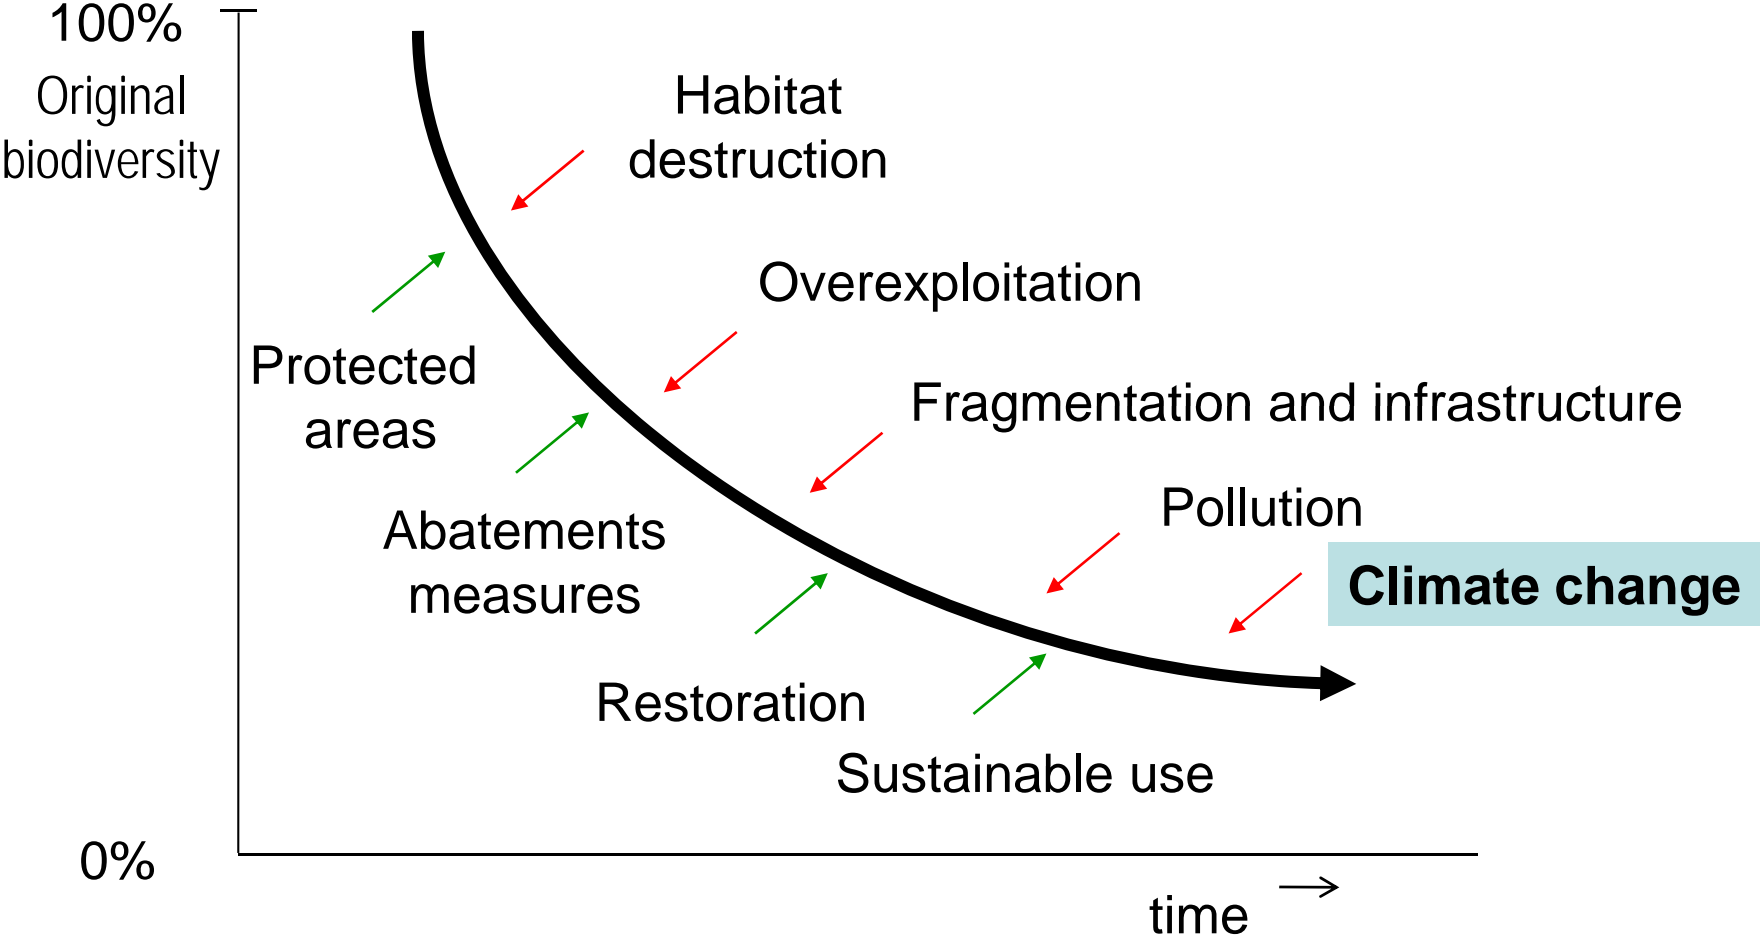 100%
Original
biodiversity
Habitat
destruction
Overexploitation
Protected
areas
Fragmentation and infrastructure
Abatements
measures
Pollution
Climate change
Restoration
Sustainable use
0%
time